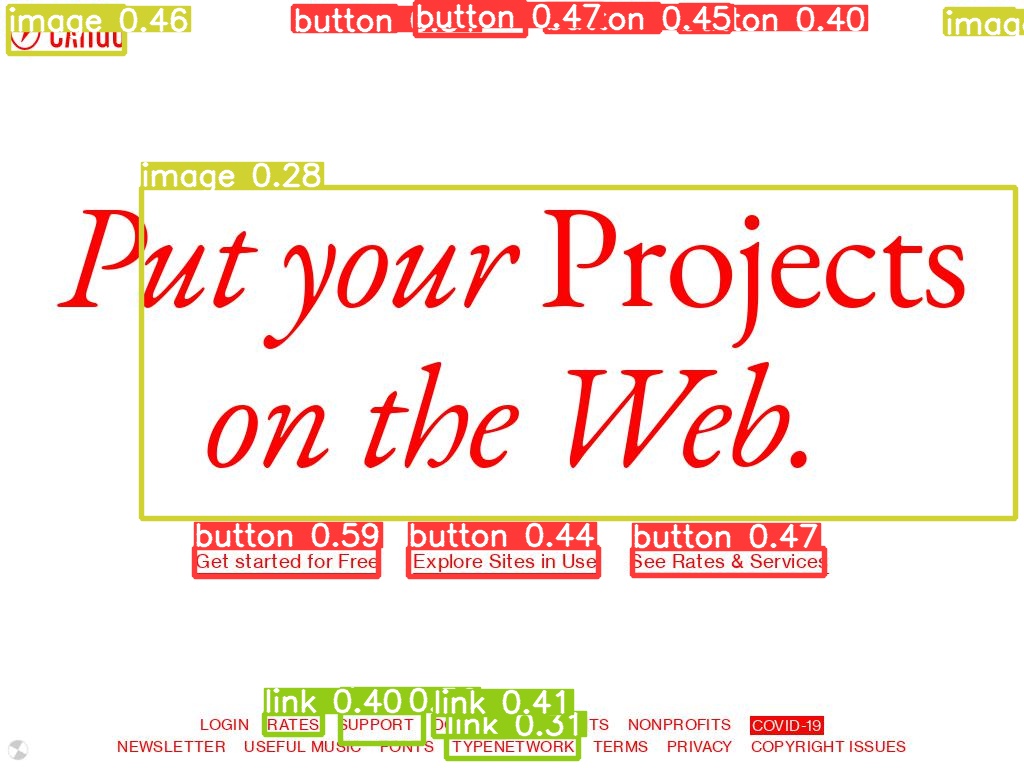 image 0.46
button
button 0.47
on 0.45
ton 0.40
imag
image 0.28
Put your Projects
on the Web.
button 0.59
button 0.44
button 0.47
Get started for Free
Explore Sites in Use
See Rates & Services
link 0.40
link 0.41
link 0.31
LOGIN RATES SUPPORT TS NONPROFITS COVID-19
NEWSLETTER USEFUL MUSIC FONTS TYPENETWORK TERMS PRIVACY COPYRIGHT ISSUES